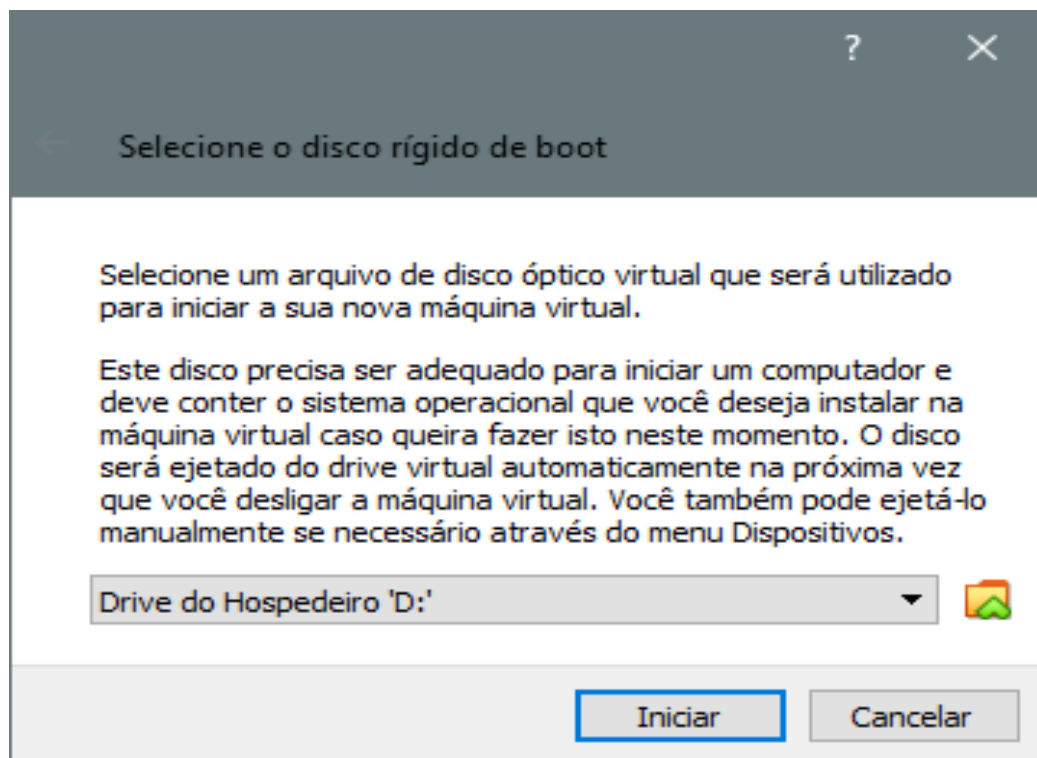 ?
Selecione o disco rígido de boot
Selecione um arquivo de disco óptico virtual que será utilizado
para iniciar a sua nova máquina virtual.
Este disco precisa ser adequado para iniciar um computador e
deve conter o sistema operacional que você deseja instalar na
máquina virtual caso queira fazer isto neste momento. O disco
será ejetado do drive virtual automaticamente na próxima vez
que você desligar a máquina virtual. Você também pode ejetá-lo
manualmente se necessário através do menu Dispositivos.
Drive do Hospedeiro 'D:'
Iniciar Cancelar